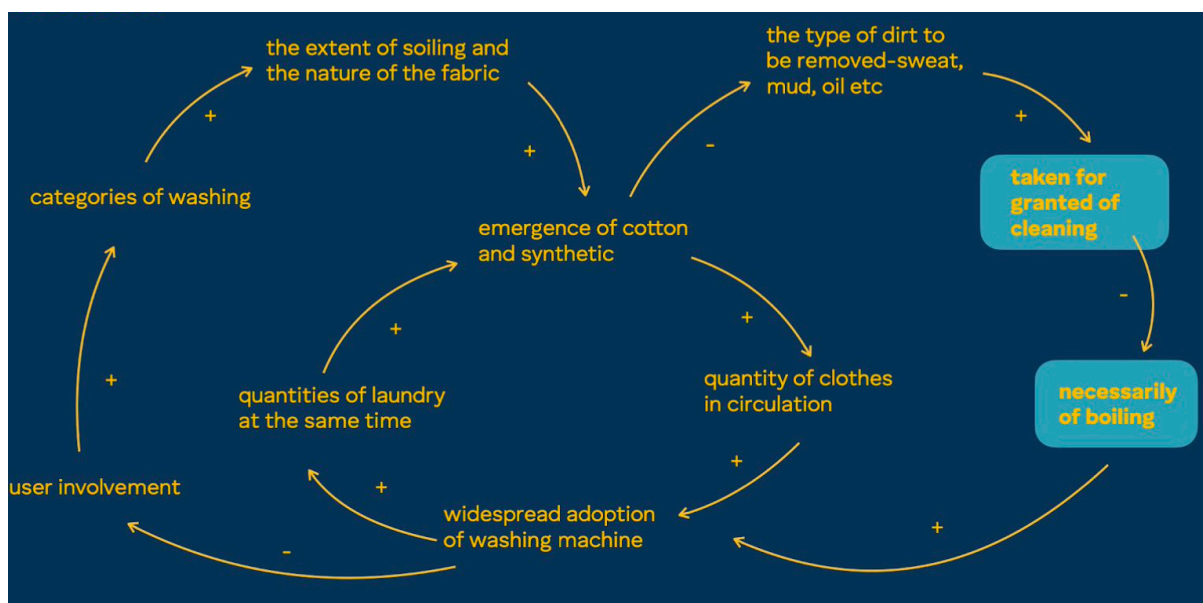 the extent of soiling and
the nature of the fabric
the type of dirt to
be removed-sweat,
mud, oil etc
+
+
-
+
categories of washing
taken for
granted of
cleaning
emergence of cotton
and synthetic
-
+
+
+
quantities of laundry
at the same time
quantity of clothes
in circulation
necessarily
of boiling
user involvement
+
+
widespread adoption
of washing machine
+
-